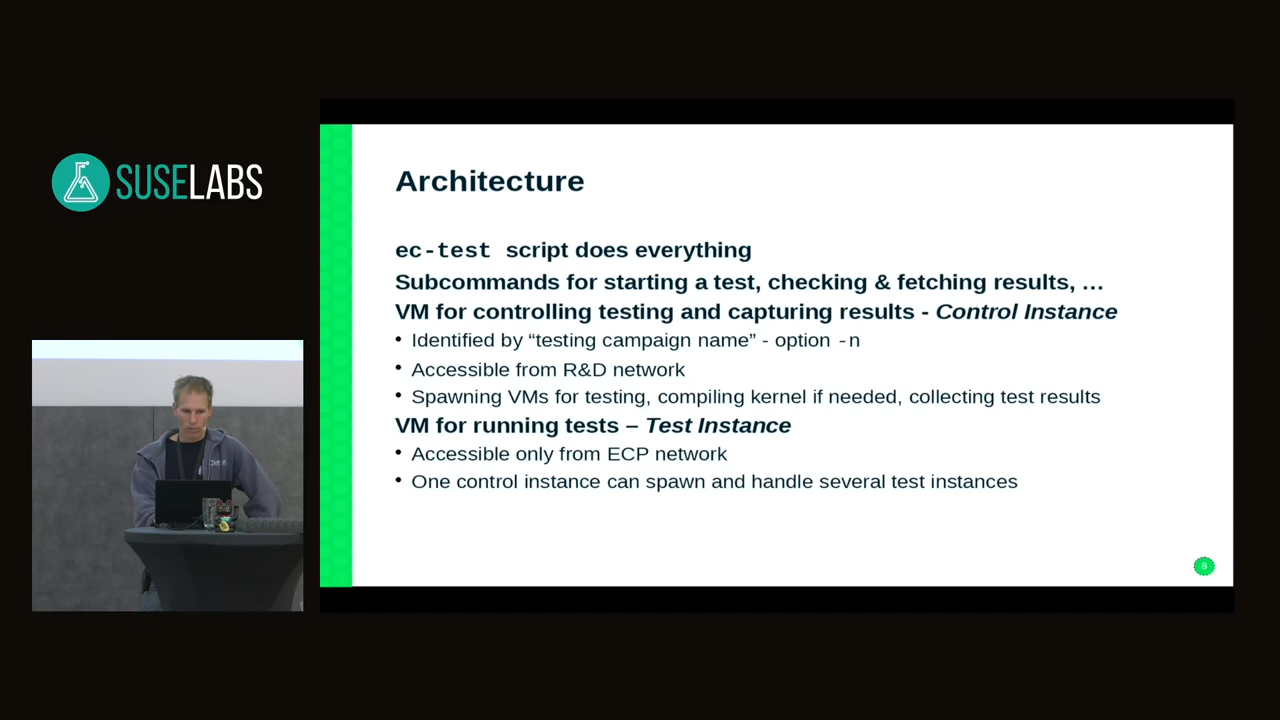 SUSELABS
Architecture
ec-test script does everything
Subcommands for starting a test, checking & fetching results, …
VM for controlling testing and capturing results - Control Instance
• Identified by “testing campaign name” - option -n
• Accessible from R&D network
• Spawning VMs for testing, compiling kernel if needed, collecting test results
VM for running tests – Test Instance
• Accessible only from ECP network
• One control instance can spawn and handle several test instances
8